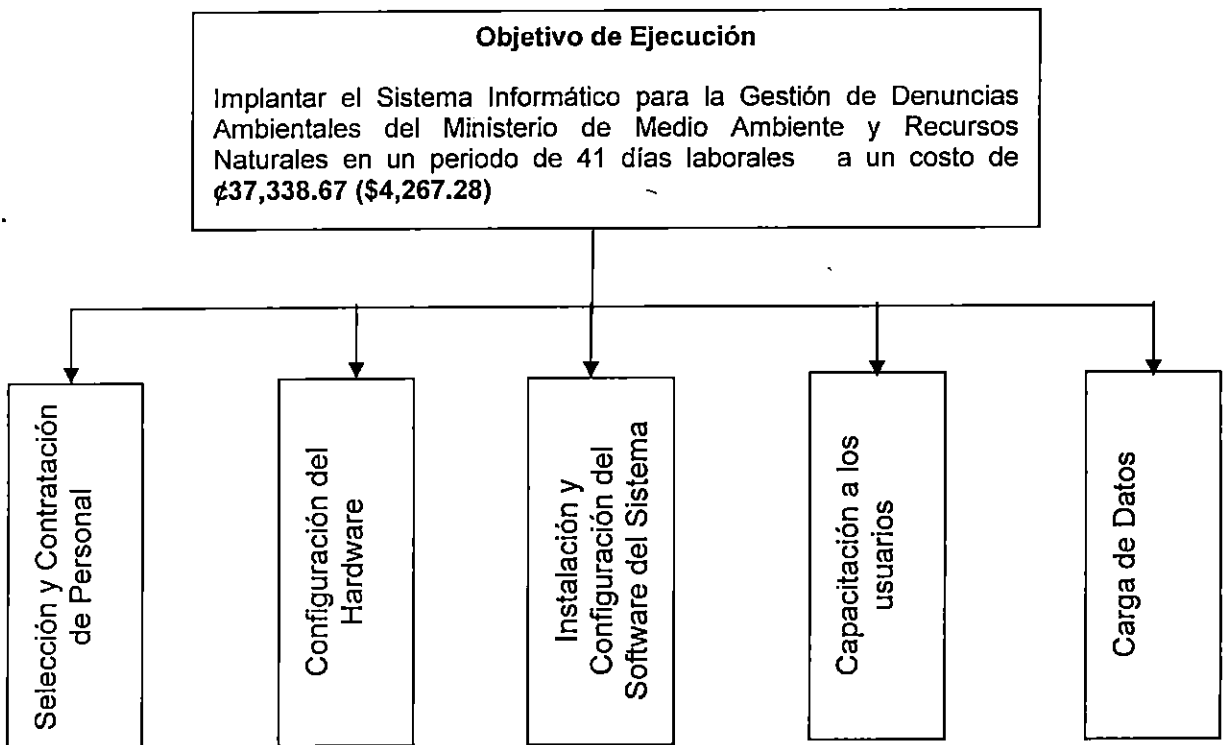 Objetivo de Ejecución
Implantar el Sistema Informático para la Gestión de Denuncias
Ambientales del Ministerio de Medio Ambiente y Recursos
Naturales en un periodo de 41 días laborales a un costo de
¢37,338.67 ($4,267.28)
Selección y Contratación
de Personal
Configuración del
Hardware
Instalación y
Configuración del
Software del Sistema
Capacitación a los
usuarios
Carga de Datos